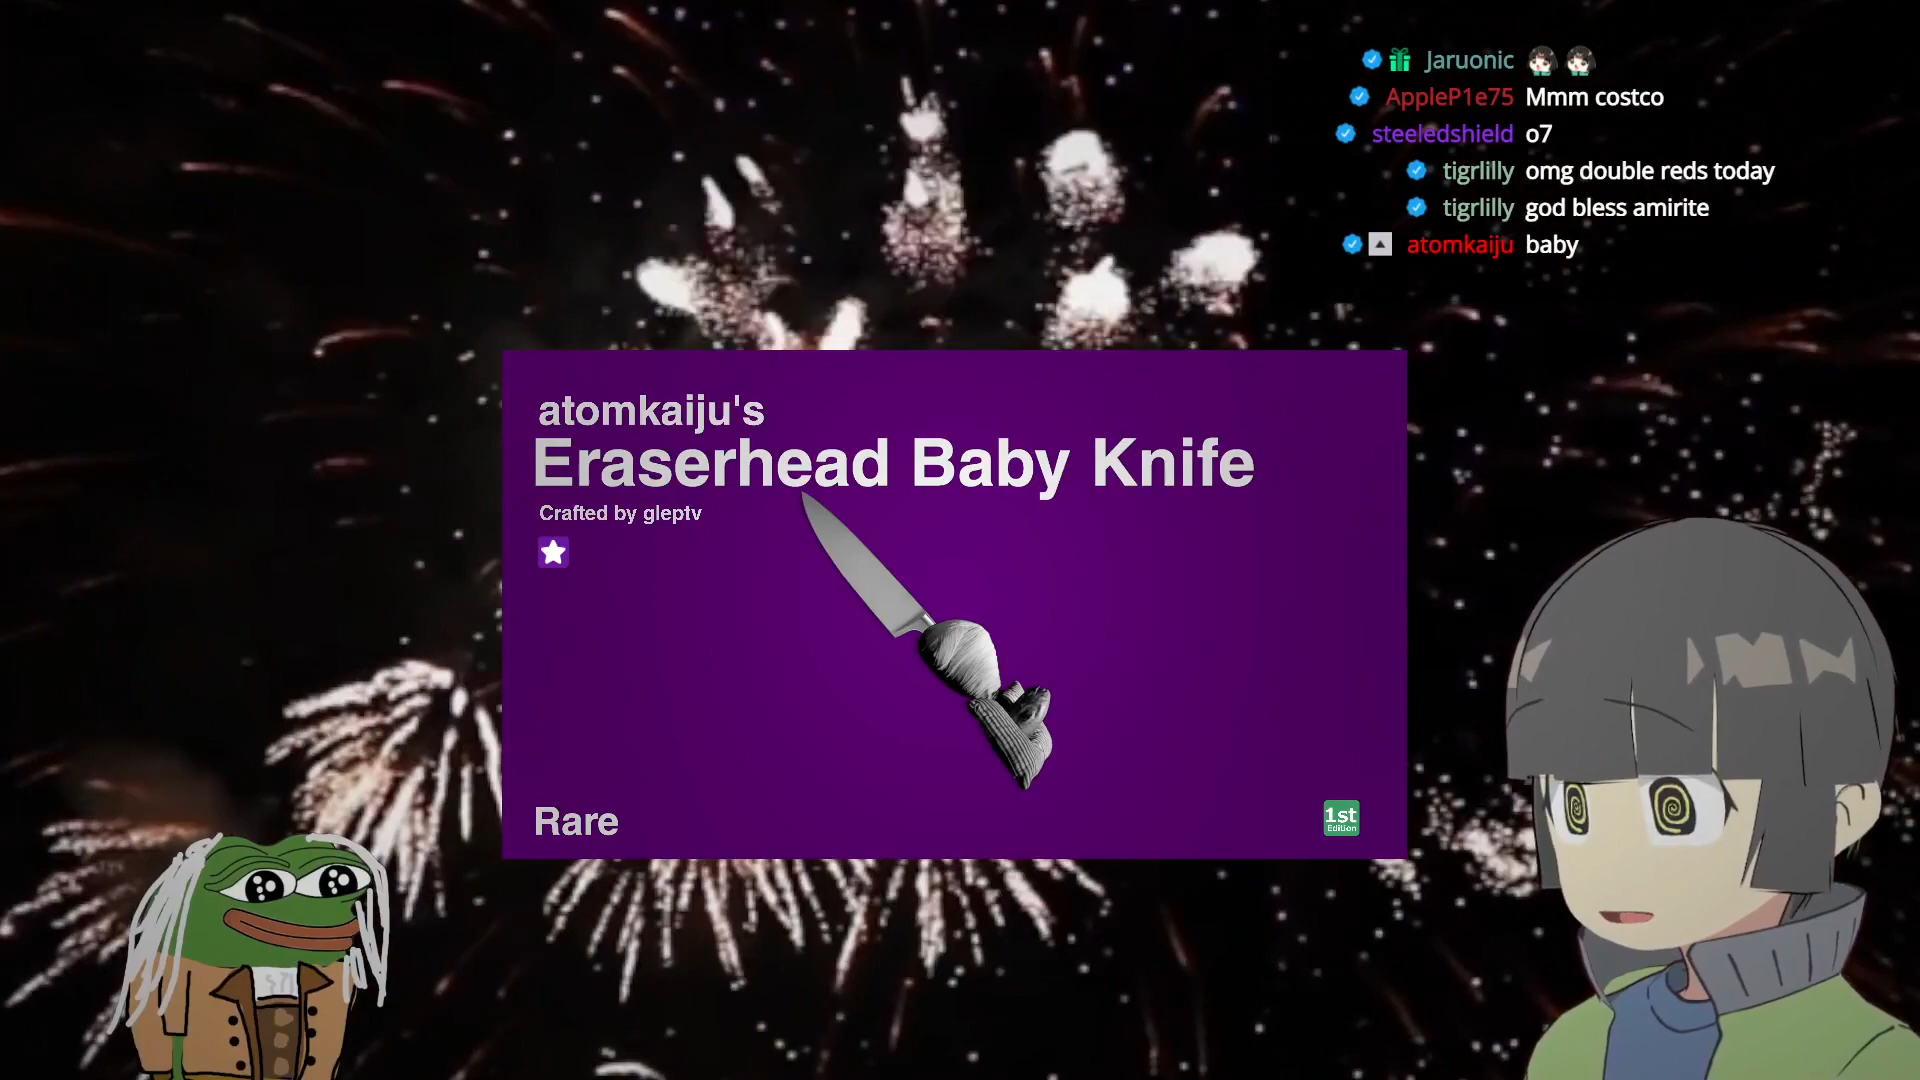 Jaruonic
AppleP1e75 Mmm costco
steeledshield o7
tigrlilly omg double reds today
tigrlilly god bless amirite
atomkaiju baby
atomkaiju's
Eraserhead Baby Knife
Crafted by gleptv
Rare
1st
Edition